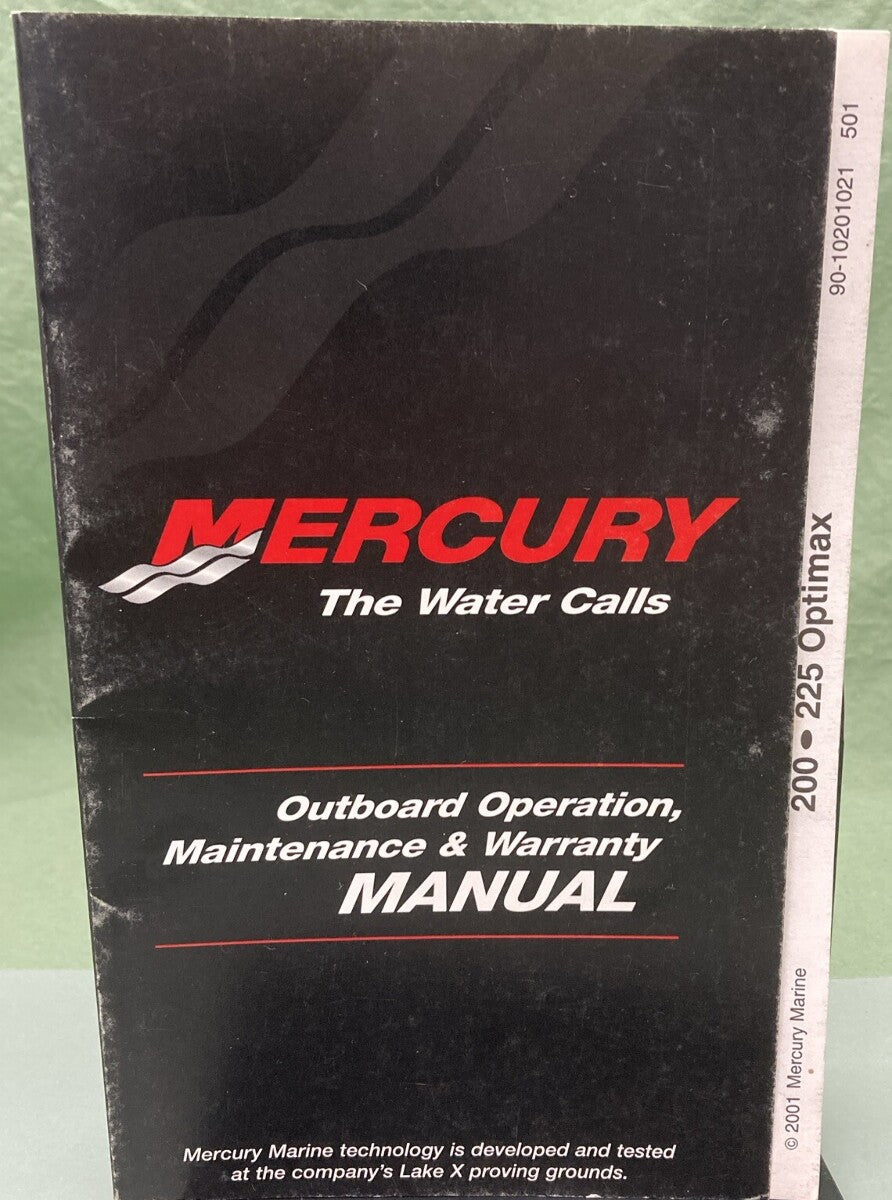 MERCURY
The Water Calls
Outboard Operation,
Maintenance & Warranty
MANUAL
Mercury Marine technology is developed and tested
at the company's Lake X proving grounds.
90-10201021 501
200 • 225 Optimax
© 2001 Mercury Marine